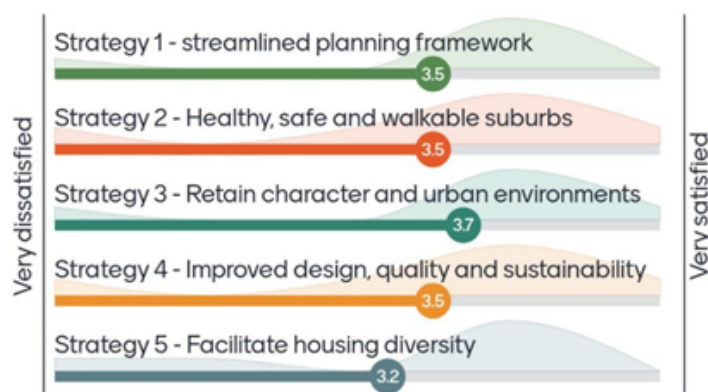 Strategy 1 - streamlined planning framework
3.5
Strategy 2 - Healthy, safe and walkable suburbs
3.5
Strategy 3 - Retain character and urban environments
3.7
Strategy 4 - Improved design, quality and sustainability
3.5
Strategy 5 - Facilitate housing diversity
3.2
Very dissatisfied
Very satisfied